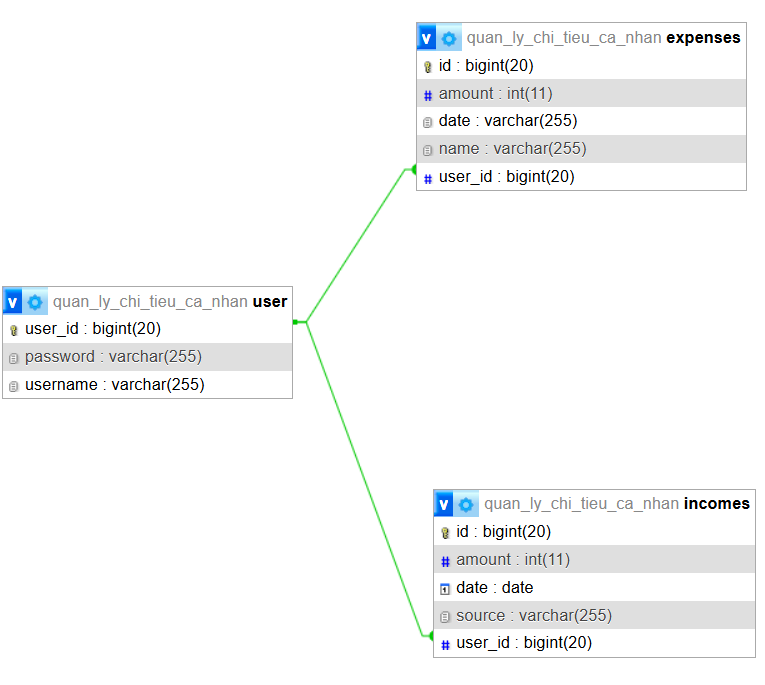 v quan_ly_chi_tieu_ca_nhan expenses
id : bigint(20)
# amount : int(11)
date : varchar(255)
name : varchar(255)
# user_id : bigint(20)
v quan_ly_chi_tieu_ca_nhan user
user_id : bigint(20)
password : varchar(255)
username : varchar(255)
v quan_ly_chi_tieu_ca_nhan incomes
id : bigint(20)
# amount : int(11)
date : date
source : varchar(255)
# user_id : bigint(20)